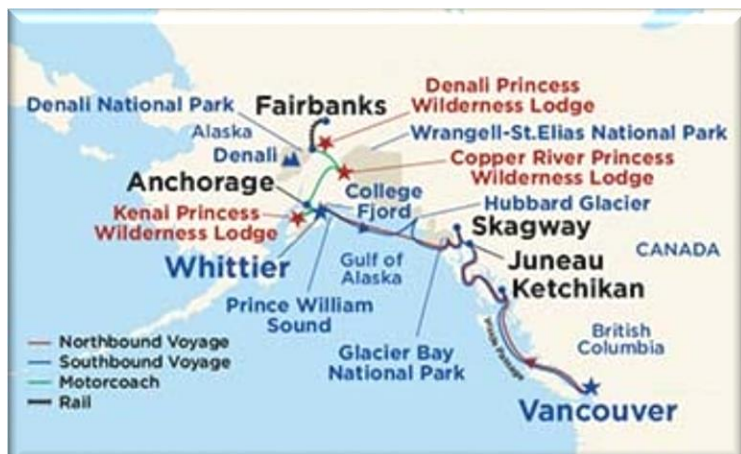 Denali Princess
Wilderness Lodge
Denali National Park
Fairbanks
Alaska
Wrangell-St.Elias National Park
Denali
Copper River Princess
Wilderness Lodge
Anchorage
College
Fjord
Hubbard Glacier
Kenai Princess
Wilderness Lodge
Skagway
CANADA
Whittier
Gulf of
Alaska
Juneau
Ketchikan
Prince William
Sound
Glacier Bay
National Park
British
Columbia
Inside Passage
Vancouver
Northbound Voyage
Southbound Voyage
Motorcoach
Rail